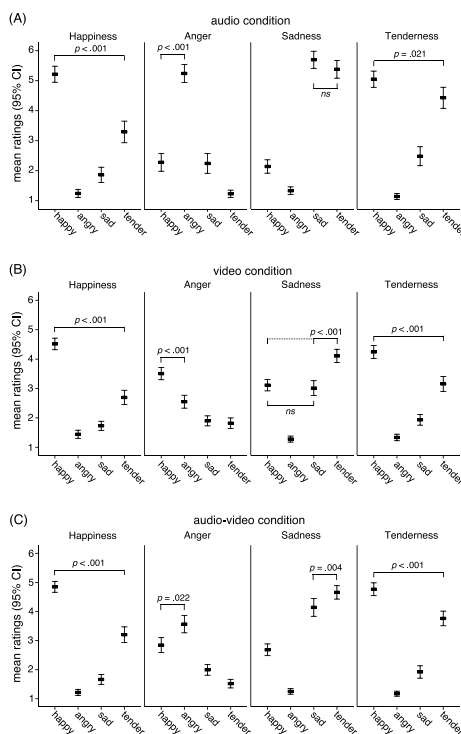 (A)
audio condition
Happiness Anger Sadness Tenderness
mean ratings (95% CI)
6
5
4
3
2
1
p < .001
p < .001
ns
p = .021
happy angry sad tender happy angry sad tender happy angry sad tender happy angry sad tender
(B)
video condition
Happiness Anger Sadness Tenderness
mean ratings (95% CI)
6
5
4
3
2
1
p < .001
p < .001
p < .001
ns
p < .001
happy angry sad tender happy angry sad tender happy angry sad tender happy angry sad tender
(C)
audio-video condition
Happiness Anger Sadness Tenderness
mean ratings (95% CI)
6
5
4
3
2
1
p < .001
p = .022
p = .004
p < .001
happy angry sad tender happy angry sad tender happy angry sad tender happy angry sad tender